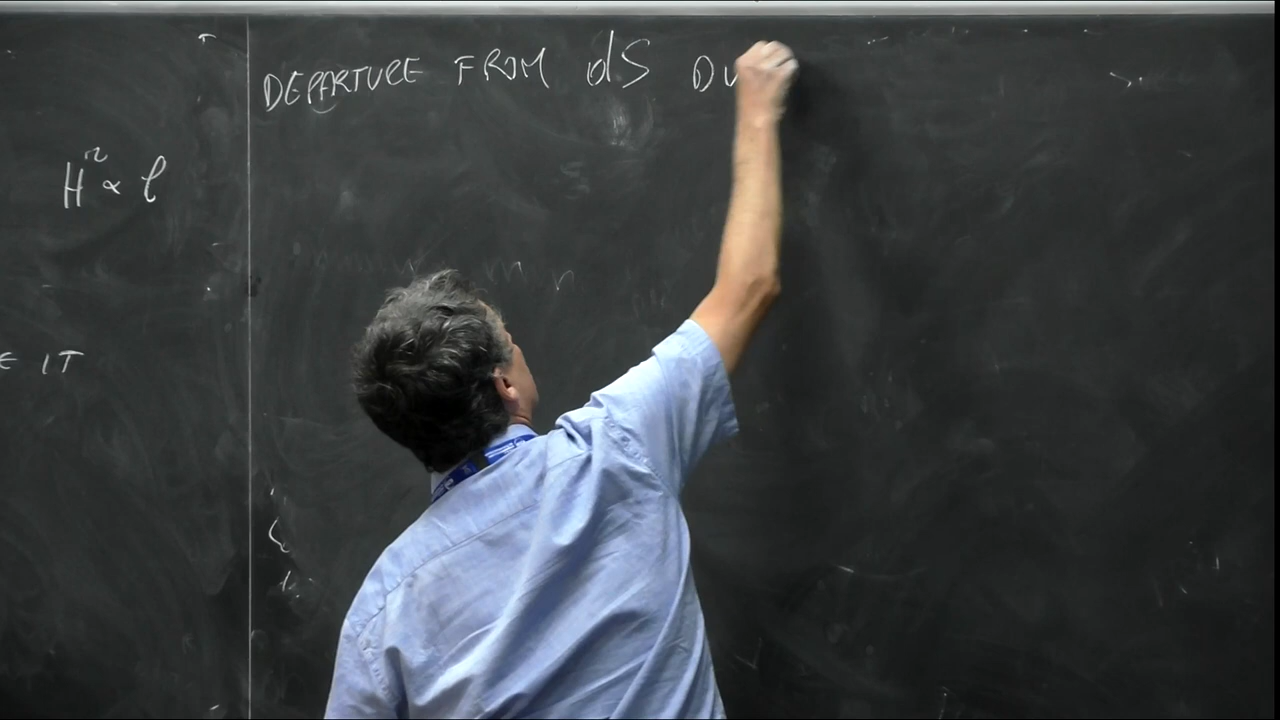 H² ∝ ρ
IT
DEPARTURE FROM dS DU